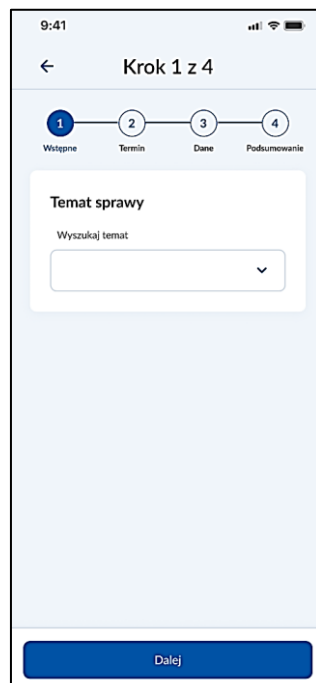 9:41
Krok 1 z 4
1 2 3 4
Wstępne Termin Dane Podsumowanie
Temat sprawy
Wyszukaj temat
Dalej